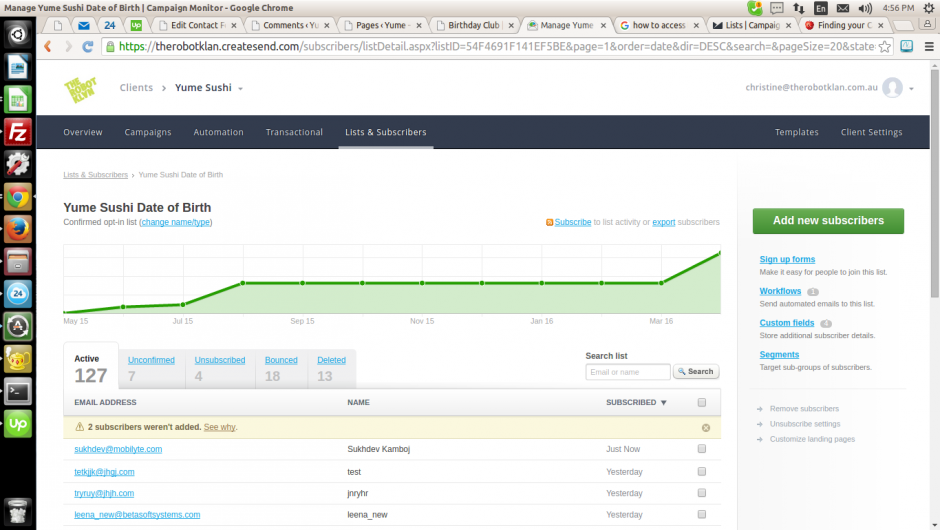 Manage Yume Sushi Date of Birth | Campaign Monitor - Google Chrome
En
4:56 PM
24
Up
Edit Contact F
Comments ‹ Yu
Pages ‹ Yume -
Birthday Club |
Manage Yume
how to access
Lists | Campaig
Finding your C
https://therobotklan.createsend.com/subscribers/listDetail.aspx?listID=54F4691F141EF5BE&page=1&order=date&dir=DESC&search=&pageSize=20&state
THE ROBOT KLAN
Clients › Yume Sushi
christine@therobotklan.com.au
Overview Campaigns Automation Transactional Lists & Subscribers Templates Client Settings
Lists & Subscribers › Yume Sushi Date of Birth
Yume Sushi Date of Birth
Confirmed opt-in list (change name/type)
Subscribe to list activity or export subscribers
May 15 Jul 15 Sep 15 Nov 15 Jan 16 Mar 16
Active
127
Unconfirmed
7
Unsubscribed
4
Bounced
18
Deleted
13
Search list
Email or name
Search
EMAIL ADDRESS NAME SUBSCRIBED
2 subscribers weren't added. See why.
sukhdev@mobilyte.com Sukhdev Kamboj Just Now
tetkjjk@jhgj.com test Yesterday
tryruy@jhjh.com jnryhr Yesterday
leena_new@betasoftsystems.com leena_new Yesterday
Add new subscribers
Sign up forms
Make it easy for people to join this list.
Workflows 1
Send automated emails to this list.
Custom fields 4
Store additional subscriber details.
Segments
Target sub-groups of subscribers.
Remove subscribers
Unsubscribe settings
Customize landing pages
Fz
24
Up